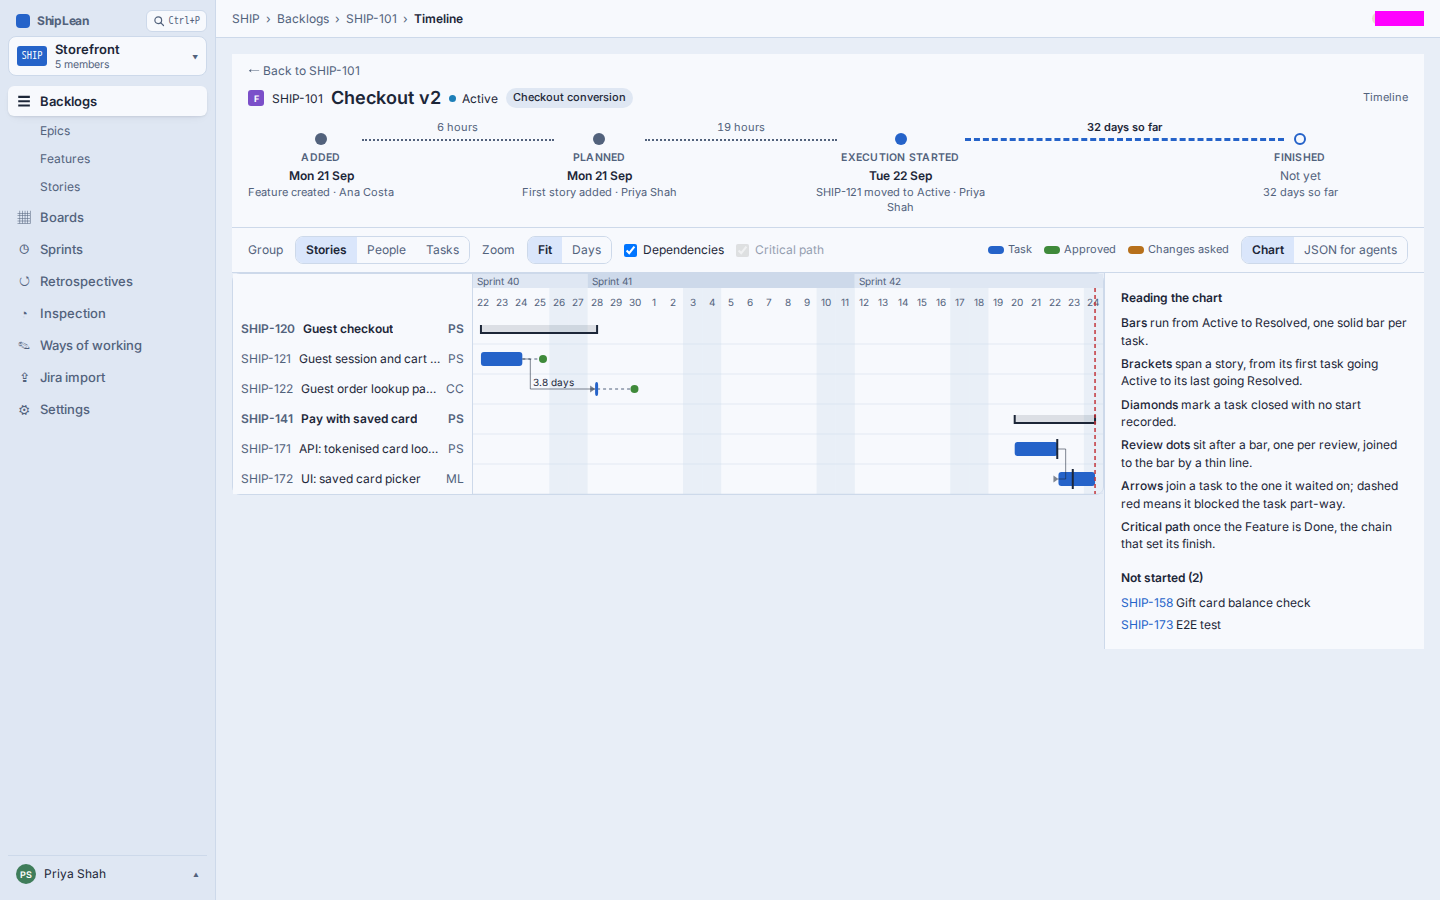 ShipLean
Ctrl+P
SHIP
Storefront
5 members
Backlogs
Epics
Features
Stories
Boards
Sprints
Retrospectives
Inspection
Ways of working
Jira import
Settings
PS
Priya Shah
SHIP › Backlogs › SHIP-101 › Timeline
← Back to SHIP-101
F SHIP-101 Checkout v2 Active Checkout conversion
Timeline
6 hours
19 hours
32 days so far
ADDED
Mon 21 Sep
Feature created · Ana Costa
PLANNED
Mon 21 Sep
First story added · Priya Shah
EXECUTION STARTED
Tue 22 Sep
SHIP-121 moved to Active · Priya
Shah
FINISHED
Not yet
32 days so far
Group Stories People Tasks Zoom Fit Days Dependencies Critical path
Task Approved Changes asked Chart JSON for agents
Sprint 40 Sprint 41 Sprint 42
22 23 24 25 26 27 28 29 30 1 2 3 4 5 6 7 8 9 10 11 12 13 14 15 16 17 18 19 20 21 22 23 24
SHIP-120 Guest checkout PS
SHIP-121 Guest session and cart ... PS
SHIP-122 Guest order lookup pa... CC
3.8 days
SHIP-141 Pay with saved card PS
SHIP-171 API: tokenised card loo... PS
SHIP-172 UI: saved card picker ML
Reading the chart
Bars run from Active to Resolved, one solid bar per
task.
Brackets span a story, from its first task going
Active to its last going Resolved.
Diamonds mark a task closed with no start
recorded.
Review dots sit after a bar, one per review, joined
to the bar by a thin line.
Arrows join a task to the one it waited on; dashed
red means it blocked the task part-way.
Critical path once the Feature is Done, the chain
that set its finish.
Not started (2)
SHIP-158 Gift card balance check
SHIP-173 E2E test